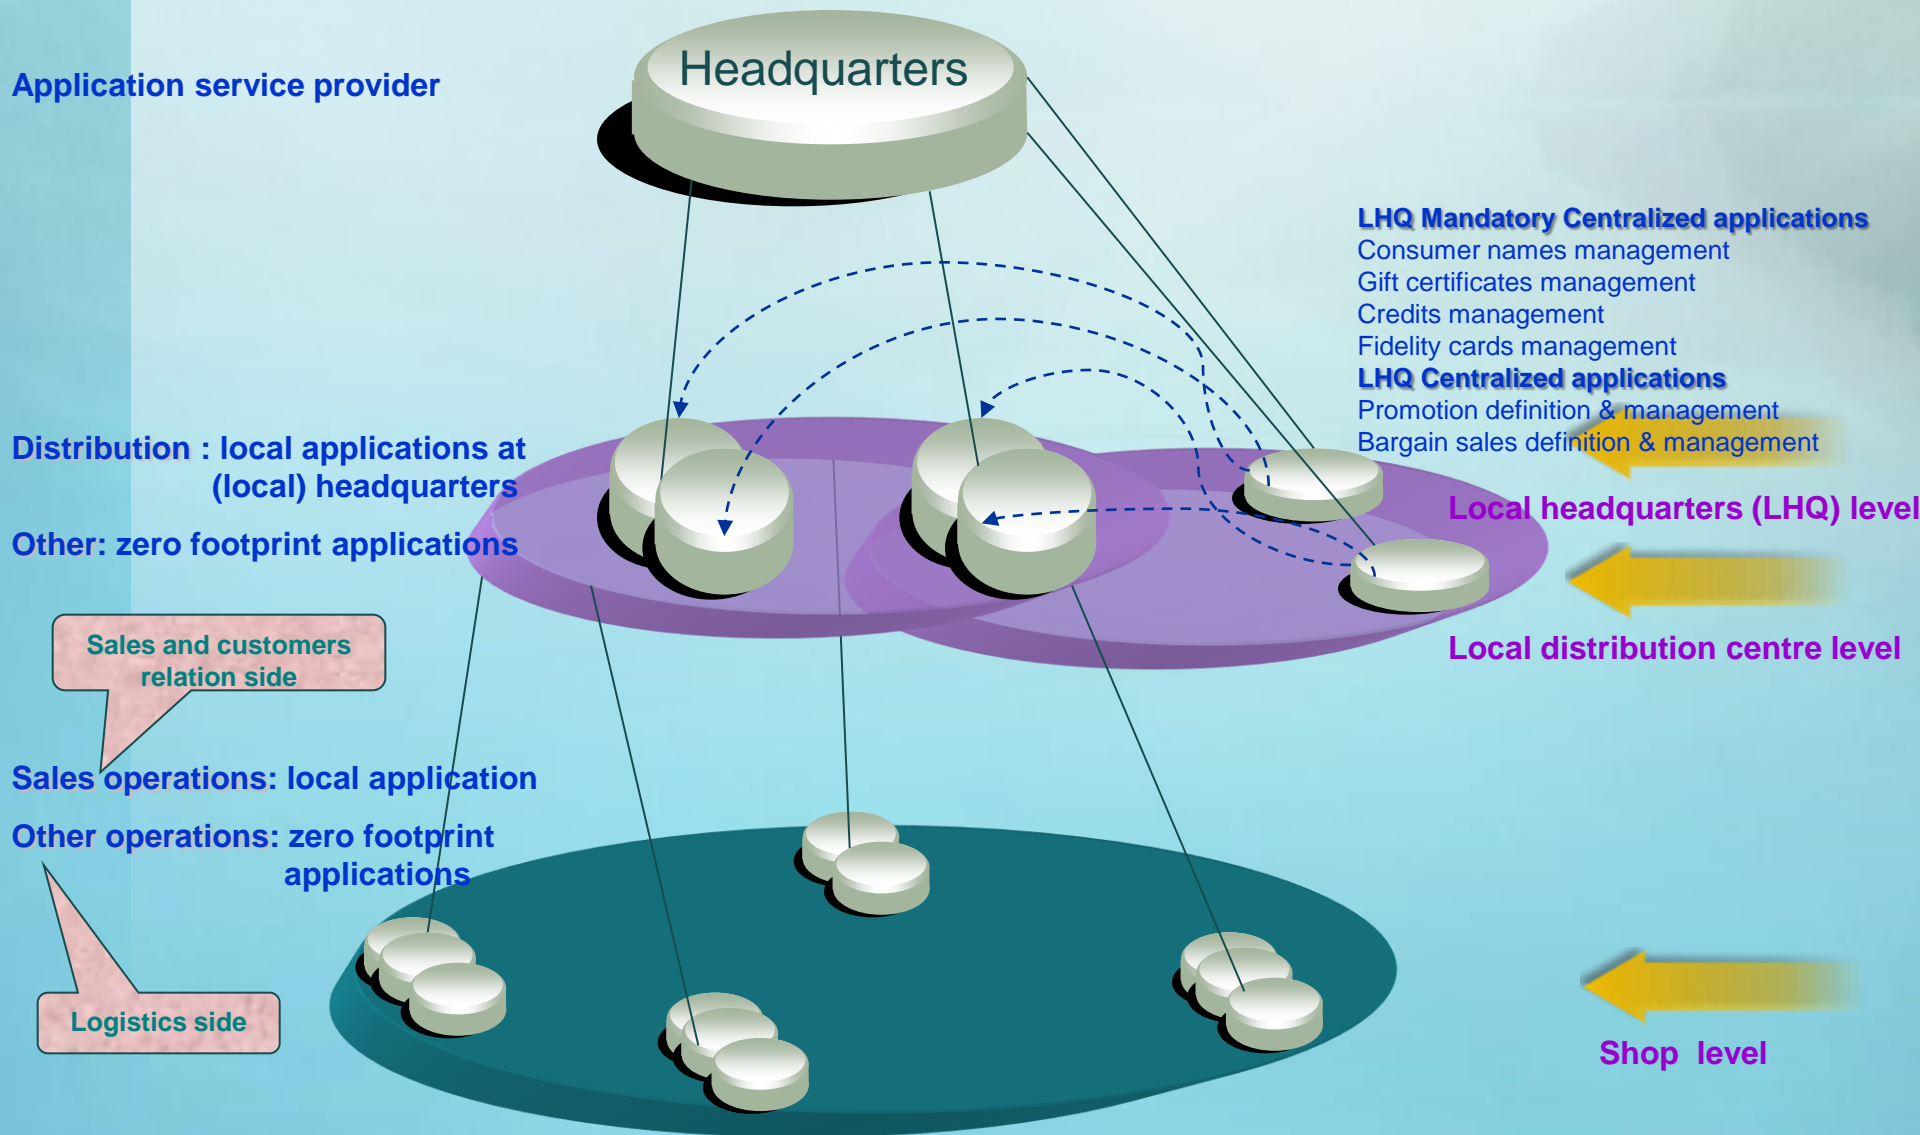 Headquarters
Application service provider
LHQ Mandatory Centralized applications
Consumer names management
Gift certificates management
Credits management
Fidelity cards management
LHQ Centralized applications
Promotion definition & management
Bargain sales definition & management
Distribution : local applications at
(local) headquarters
Other: zero footprint applications
Local headquarters (LHQ) level
Local distribution centre level
Sales and customers
relation side
Sales operations: local application
Other operations: zero footprint
applications
Logistics side
Shop level